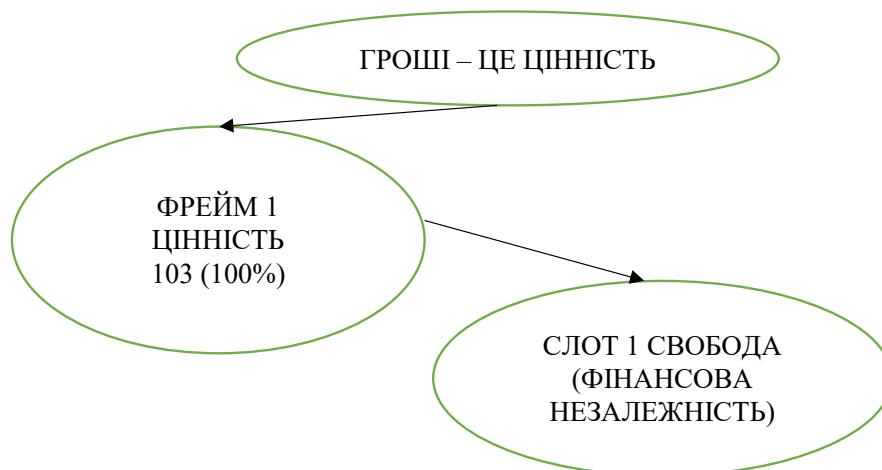 ГРОШІ – ЦЕ ЦІННІСТЬ
ФРЕЙМ 1
ЦІННІСТЬ
103 (100%)
СЛОТ 1 СВОБОДА
(ФІНАНСОВА
НЕЗАЛЕЖНІСТЬ)